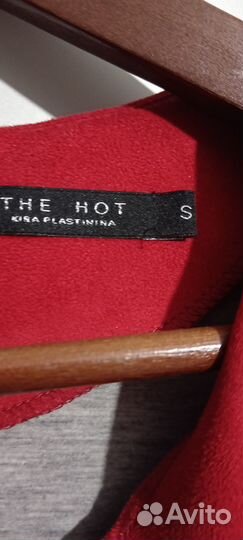 THE HOT S
KIRA PLASTININA
Avito